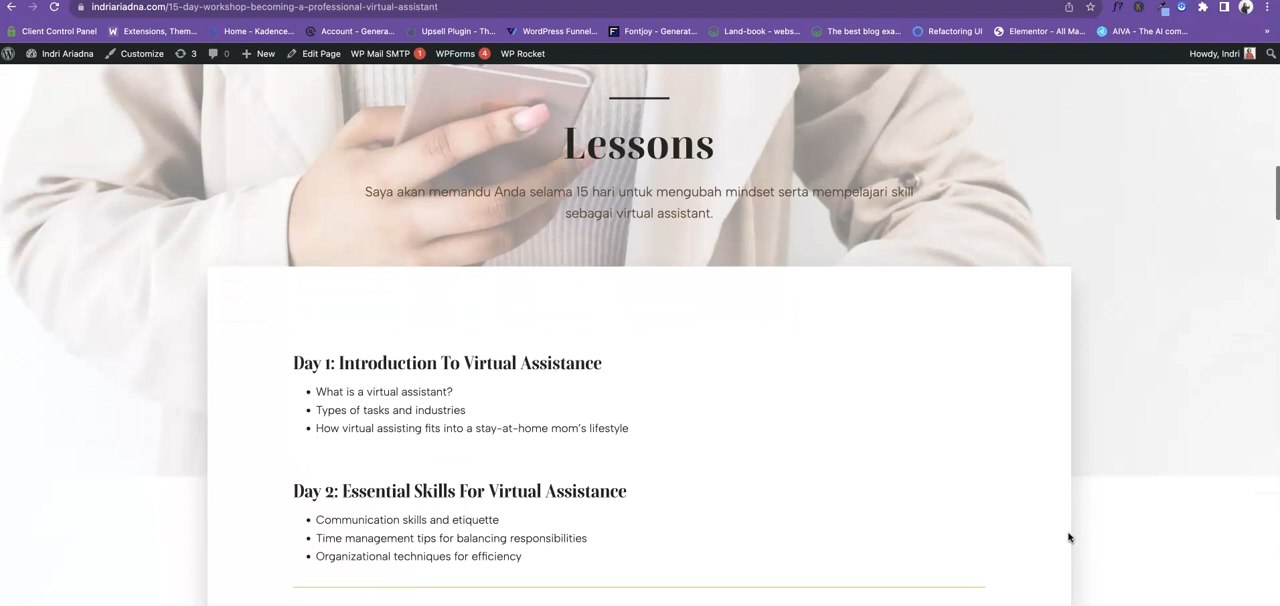 indriariadna.com/15-day-workshop-becoming-a-professional-virtual-assistant
Client Control Panel Extensions, Them... Home - Kadence... Account - Genera... Upsell Plugin - Th... WordPress Funnel... Fontjoy - Generat... Land-book - webs... The best blog exa... Refactoring UI Elementor - All Ma... AIVA - The AI com... »
Indri Ariadna Customize 3 0 New Edit Page WP Mail SMTP 1 WPForms 4 WP Rocket Howdy, Indri
Lessons
Saya akan memandu Anda selama 15 hari untuk mengubah mindset serta mempelajari skill
sebagai virtual assistant.
Day 1: Introduction To Virtual Assistance
• What is a virtual assistant?
• Types of tasks and industries
• How virtual assisting fits into a stay-at-home mom's lifestyle
Day 2: Essential Skills For Virtual Assistance
• Communication skills and etiquette
• Time management tips for balancing responsibilities
• Organizational techniques for efficiency